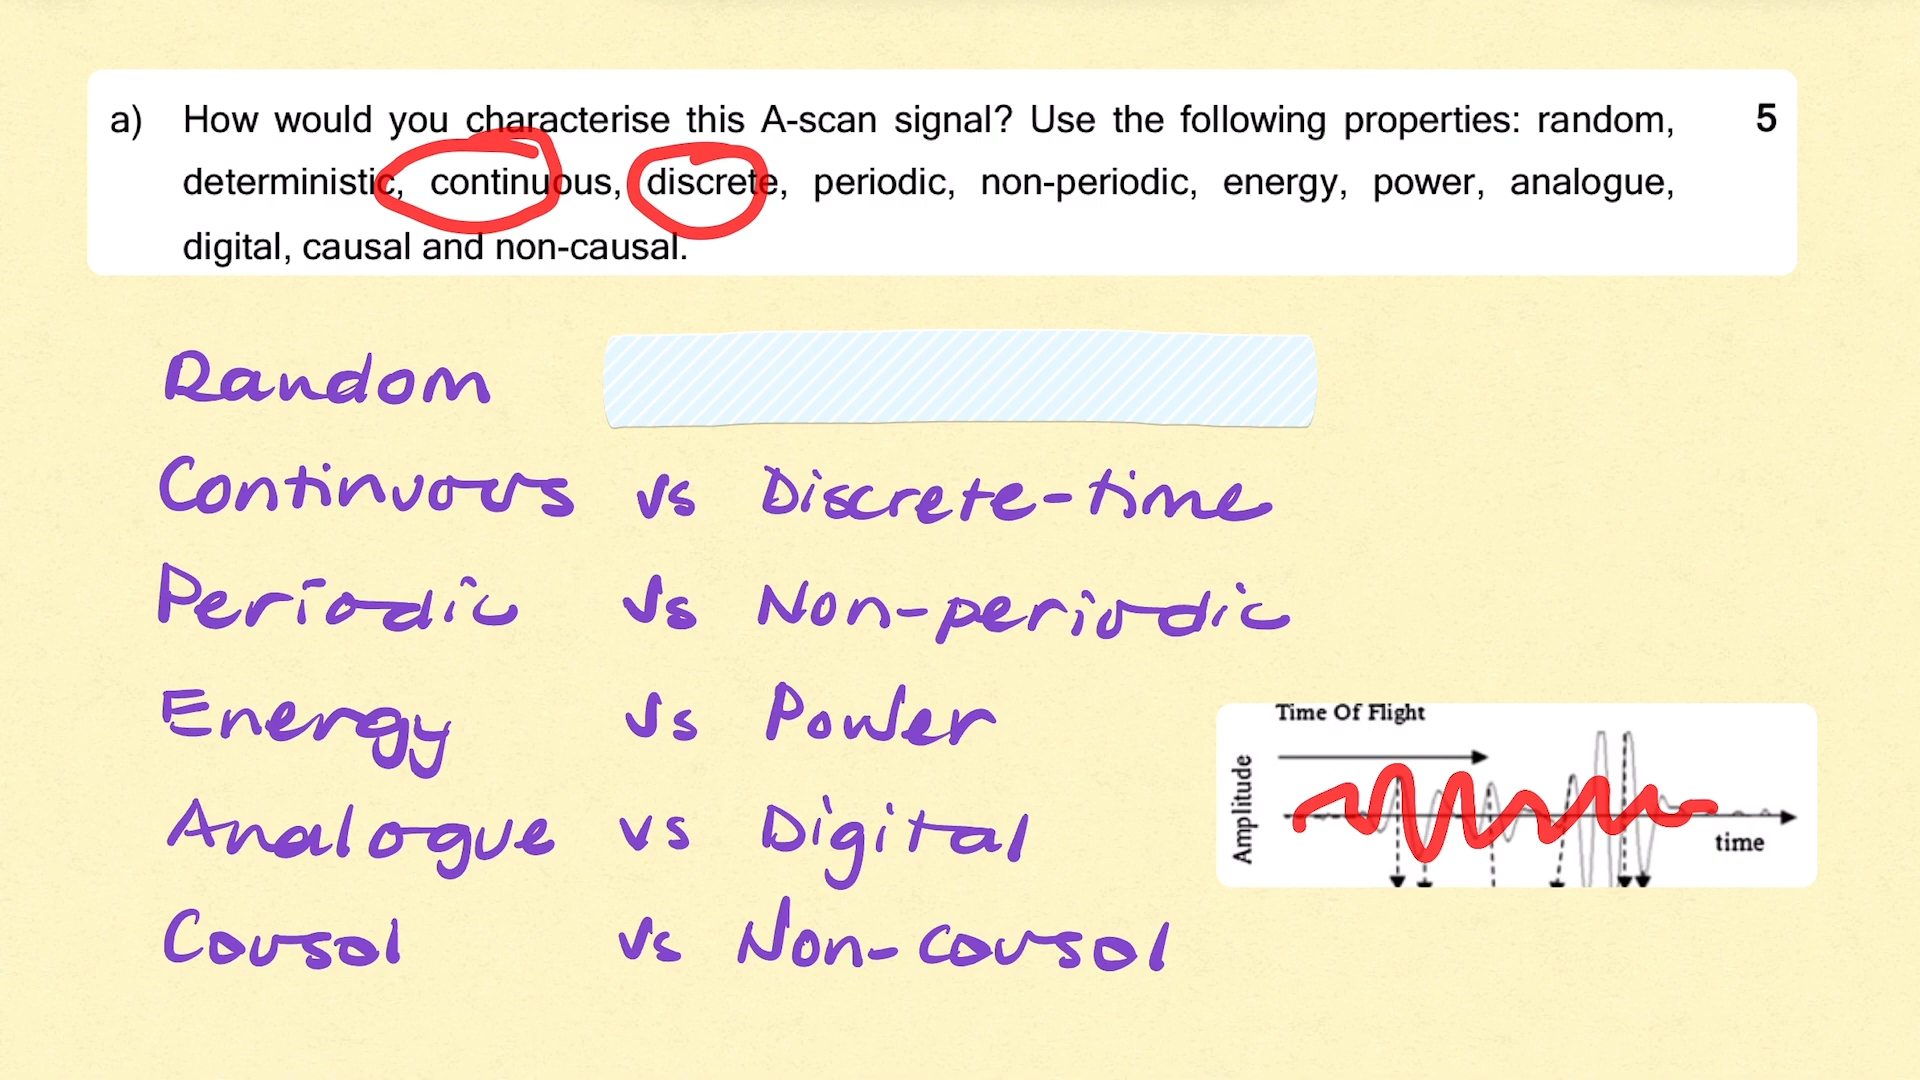 a) How would you characterise this A-scan signal? Use the following properties: random, 5
deterministic, continuous, discrete, periodic, non-periodic, energy, power, analogue,
digital, causal and non-causal.
Random
Continuous vs Discrete-time
Periodic vs Non-periodic
Energy vs Power
Analogue vs Digital
Causal vs Non-causal
Time Of Flight
Amplitude
time